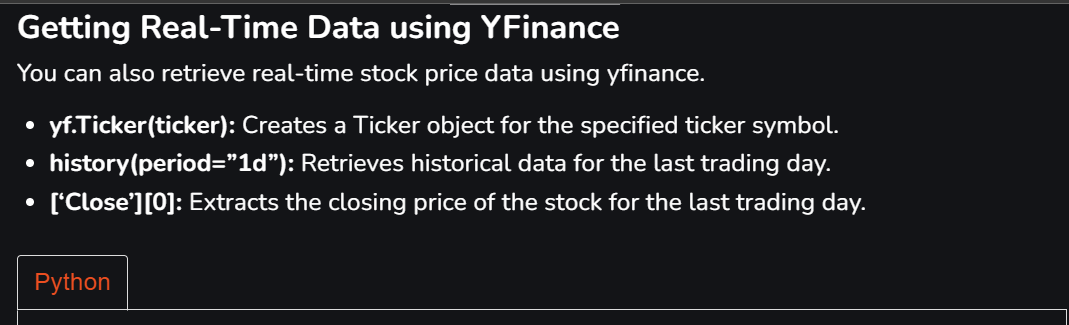 Getting Real-Time Data using YFinance
You can also retrieve real-time stock price data using yfinance.
• yf.Ticker(ticker): Creates a Ticker object for the specified ticker symbol.
• history(period=”1d”): Retrieves historical data for the last trading day.
• [‘Close’][0]: Extracts the closing price of the stock for the last trading day.
Python